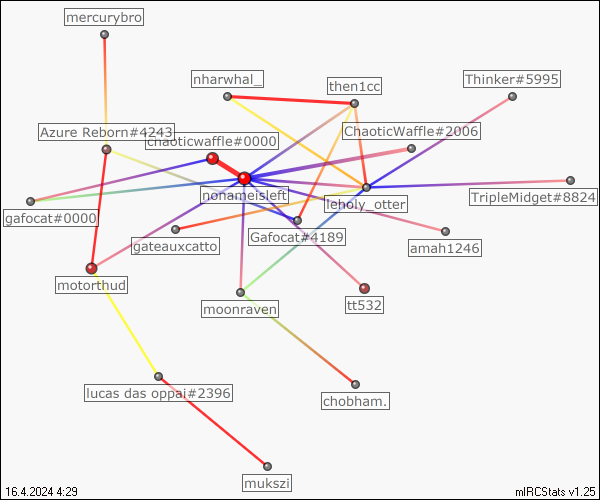 mercurybro
nharwhal_
then1cc
Thinker#5995
Azure Reborn#4243
chaoticwaffle#0000
ChaoticWaffle#2006
nonameisleft
leholy_otter
TripleMidget#8824
gafocat#0000
gateauxcatto
Gafocat#4189
amah1246
motorthud
moonraven
tt532
lucas das oppai#2396
chobham.
mukszi
16.4.2024 4:29
mIRCStats v1.25